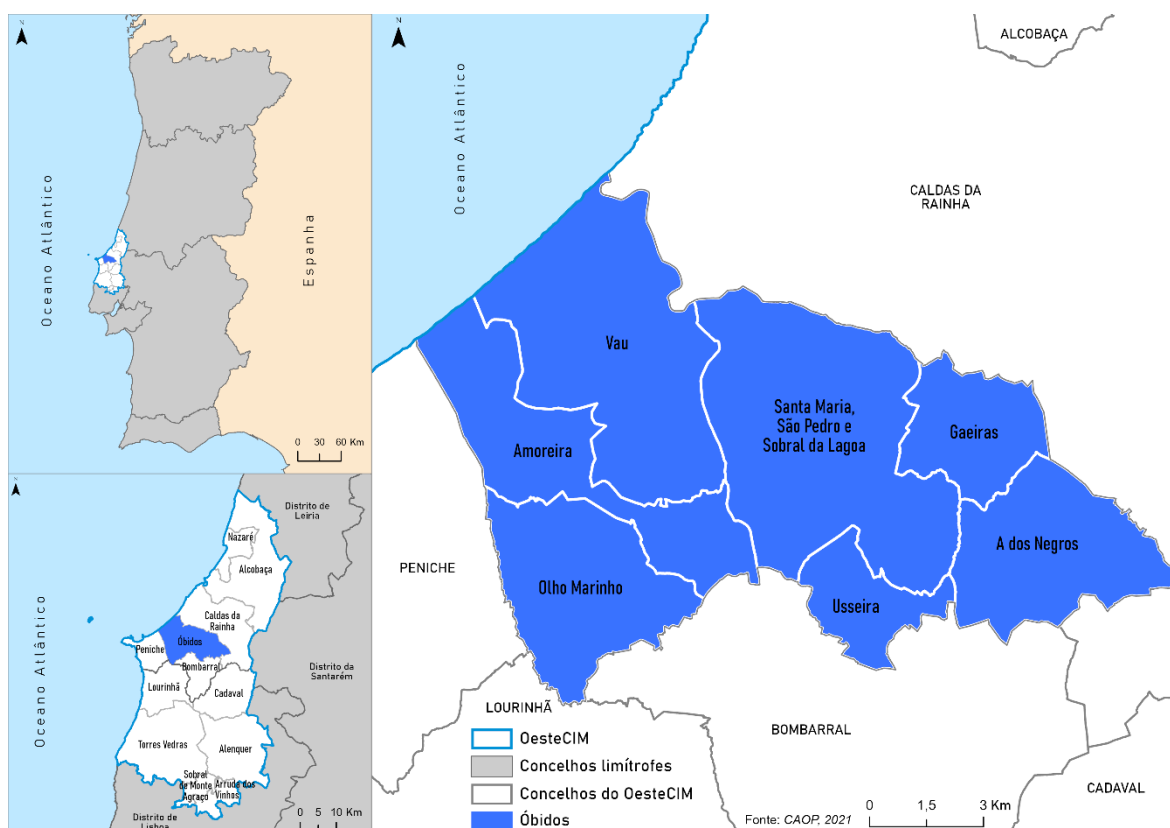 N
Oceano Atlântico
Espanha
0 30 60 Km
N
Oceano Atlântico
Distrito de
Leiria
Nazaré
Alcobaça
Caldas da
Rainha
Óbidos
Peniche
Bombarral
Lourinhã
Cadaval
Distrito da
Santarém
Torres Vedras
Alenquer
Sobral
de Monte
Agraço
Arruda dos
Vinhos
Distrito de
Lisboa
0 5 10 Km
N
Oceano Atlântico
ALCOBAÇA
CALDAS DA
RAINHA
Vau
Santa Maria,
São Pedro e
Sobral da Lagoa
Gaeiras
Amoreira
A dos Negros
PENICHE
Olho Marinho
Usseira
LOURINHÃ
BOMBARRAL
CADAVAL
OesteCIM
Concelhos limítrofes
Concelhos do OesteCIM
Óbidos
0 1,5 3 Km
Fonte: CAOP, 2021